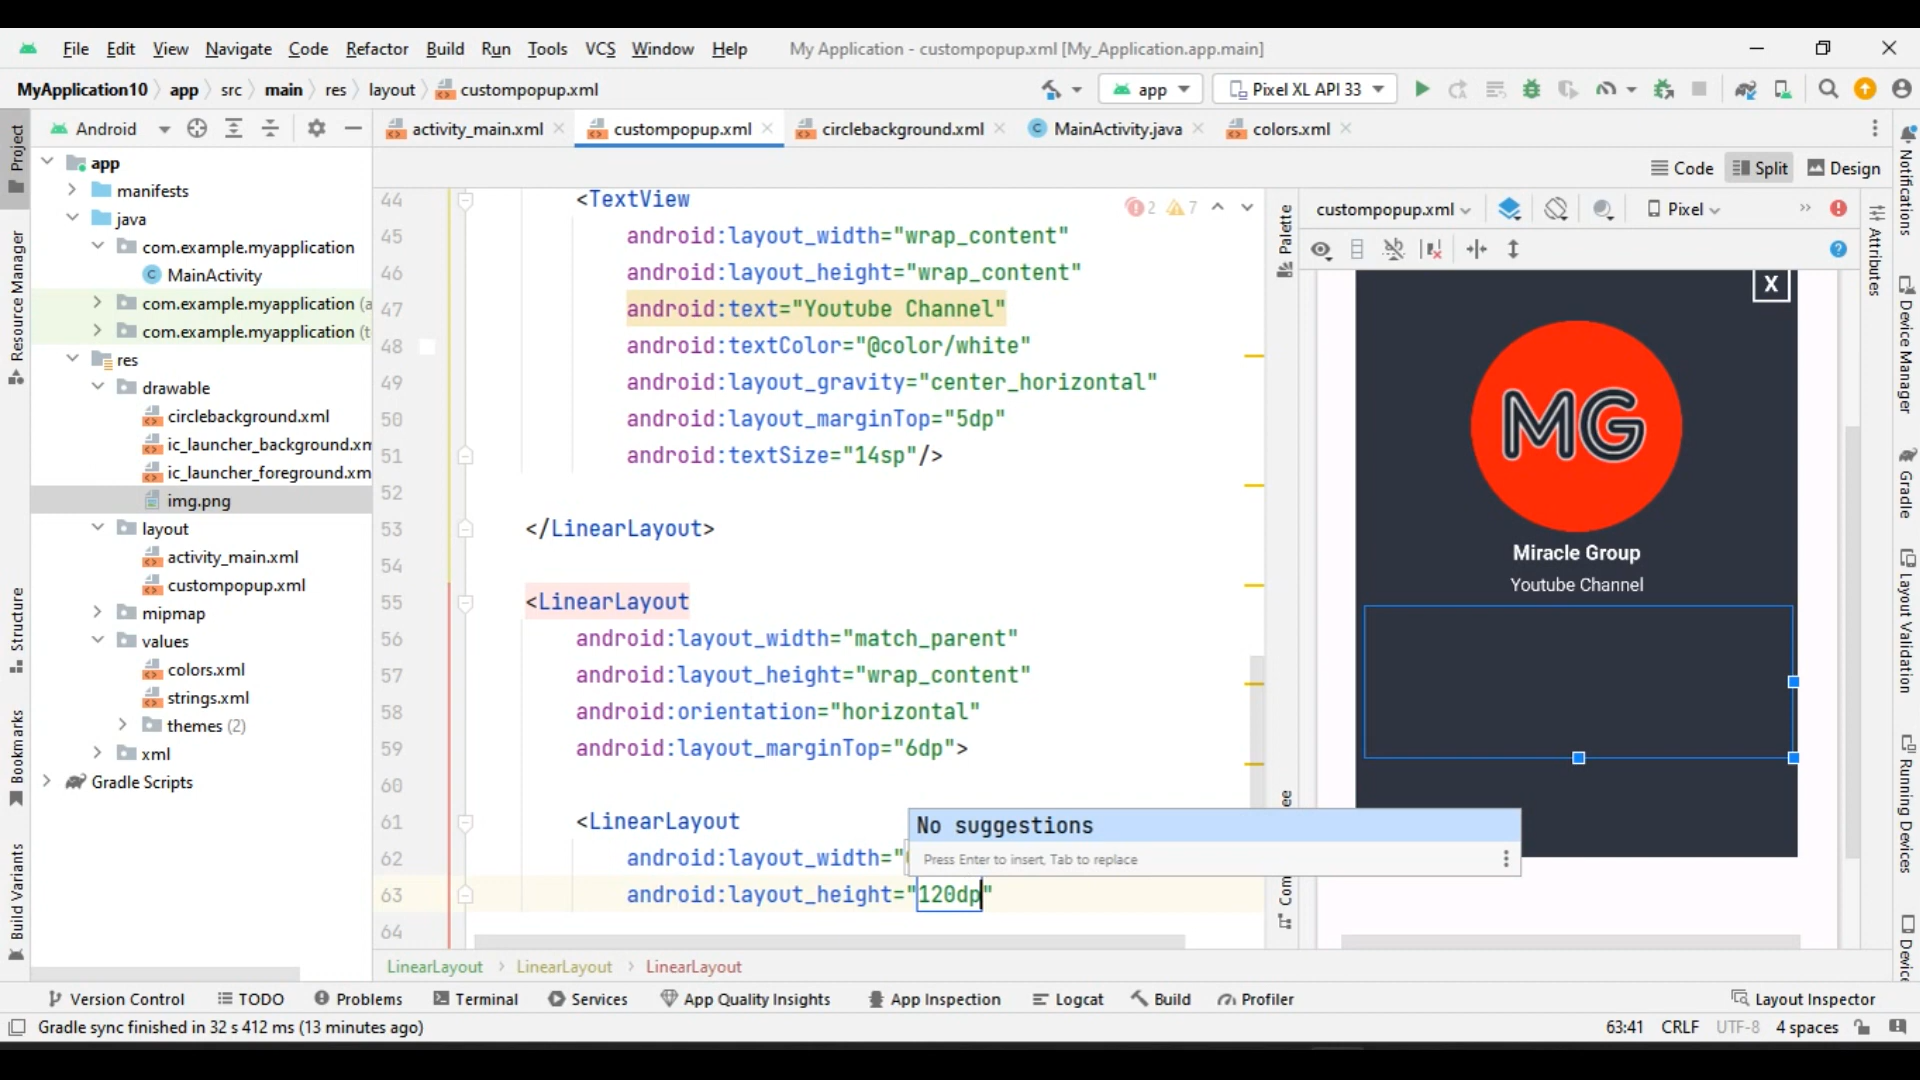 File Edit View Navigate Code Refactor Build Run Tools VCS Window Help My Application - custompopup.xml [My_Application.app.main]
MyApplication10 app src main res layout custompopup.xml app Pixel XL API 33
Android activity_main.xml custompopup.xml circlebackground.xml MainActivity.java colors.xml
Code Split Design
Project
Resource Manager
Structure
Bookmarks
Build Variants
app
manifests
java
com.example.myapplication
MainActivity
com.example.myapplication (a
com.example.myapplication (t
res
drawable
circlebackground.xml
ic_launcher_background.xm
ic_launcher_foreground.xm
img.png
layout
activity_main.xml
custompopup.xml
mipmap
values
colors.xml
strings.xml
themes (2)
xml
Gradle Scripts
2 7
44 <TextView
45 android:layout_width="wrap_content"
46 android:layout_height="wrap_content"
47 android:text="Youtube Channel"
48 android:textColor="@color/white"
49 android:layout_gravity="center_horizontal"
50 android:layout_marginTop="5dp"
51 android:textSize="14sp"/>
52
53 </LinearLayout>
54
55 <LinearLayout
56 android:layout_width="match_parent"
57 android:layout_height="wrap_content"
58 android:orientation="horizontal"
59 android:layout_marginTop="6dp">
60
61 <LinearLayout
62 android:layout_width="
63 android:layout_height="120dp"
64
No suggestions
Press Enter to insert, Tab to replace
LinearLayout LinearLayout LinearLayout
Palette
custompopup.xml Pixel
X
MG
Miracle Group
Youtube Channel
Attributes
Notifications
Device Manager
Gradle
Layout Validation
Running Devices
Version Control TODO Problems Terminal Services App Quality Insights App Inspection Logcat Build Profiler Layout Inspector
Gradle sync finished in 32 s 412 ms (13 minutes ago) 63:41 CRLF UTF-8 4 spaces